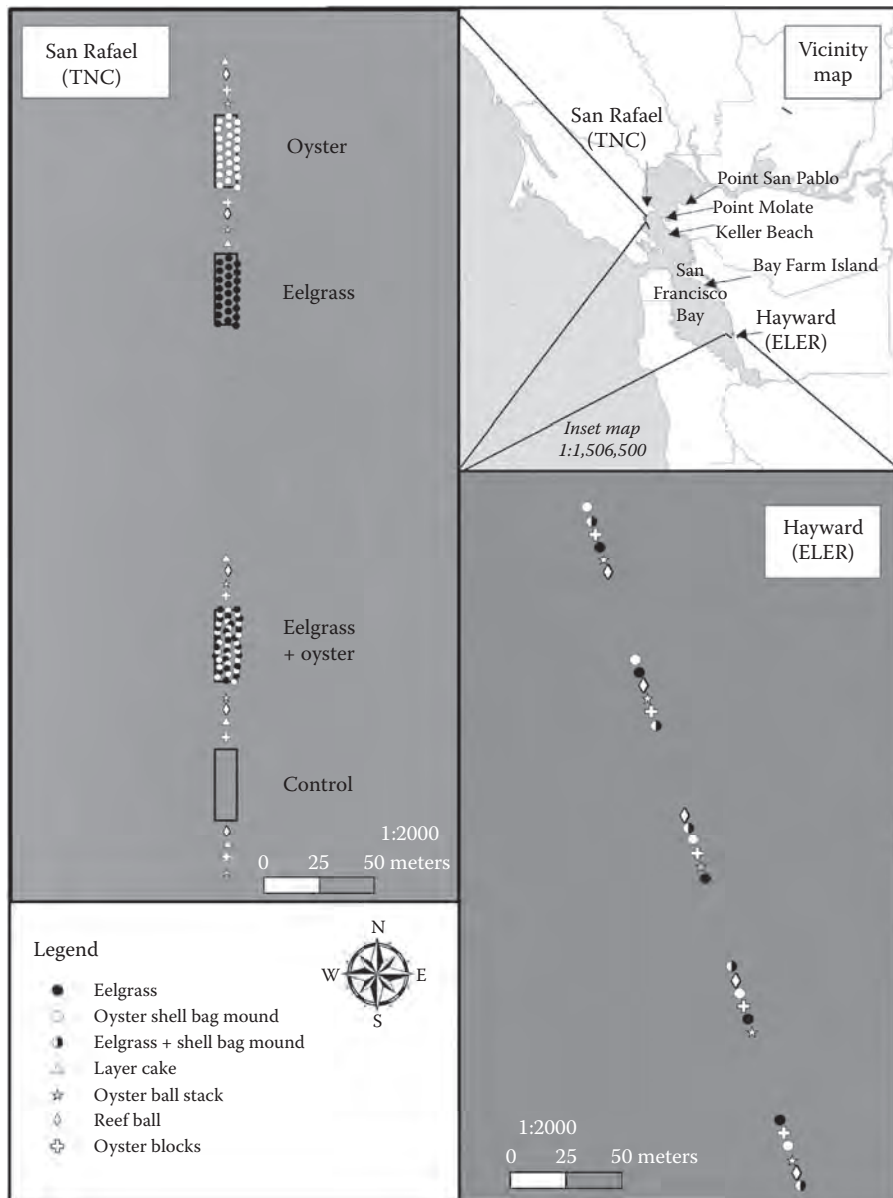 San Rafael
(TNC)
Oyster
Eelgrass
Eelgrass
+ oyster
Control
1:2000
0 25 50 meters
Vicinity
map
San Rafael
(TNC)
Point San Pablo
Point Molate
Keller Beach
San
Francisco
Bay
Bay Farm Island
Hayward
(ELER)
Inset map
1:1,506,500
Hayward
(ELER)
1:2000
0 25 50 meters
Legend
Eelgrass
Oyster shell bag mound
Eelgrass + shell bag mound
Layer cake
Oyster ball stack
Reef ball
Oyster blocks
N
W E
S